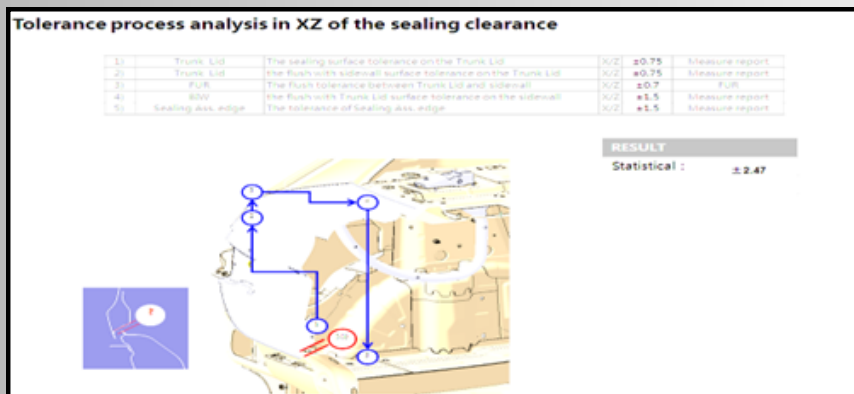 Tolerance process analysis in XZ of the sealing clearance
1) Trunk Lid The sealing surface tolerance on the Trunk Lid X/Z ±0.75 Measure report
2) Trunk Lid the flush with sidewall surface tolerance on the Trunk Lid X/Z ±0.75 Measure report
3) FUR The flush tolerance between Trunk Lid and sidewall X/Z ±0.7 FUR
4) BIW the flush with Trunk Lid surface tolerance on the sidewall X/Z ±1.5 Measure report
5) Sealing Ass. edge The tolerance of Sealing Ass. edge X/Z ±1.5 Measure report
RESULT
Statistical : ±2.47